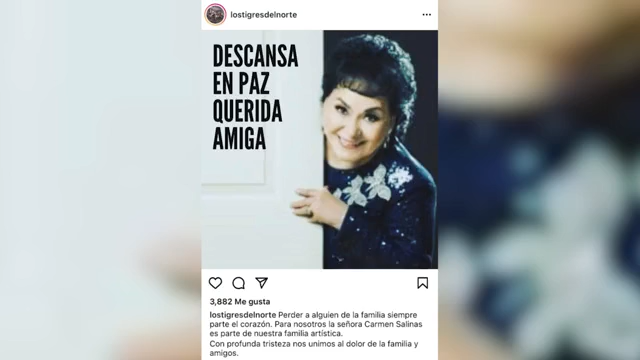 lostigresdelnorte
DESCANSA
EN PAZ
QUERIDA
AMIGA
3,882 Me gusta
lostigresdelnorte Perder a alguien de la familia siempre
parte el corazón. Para nosotros la señora Carmen Salinas
es parte de nuestra familia artística.
Con profunda tristeza nos unimos al dolor de la familia y
amigos.